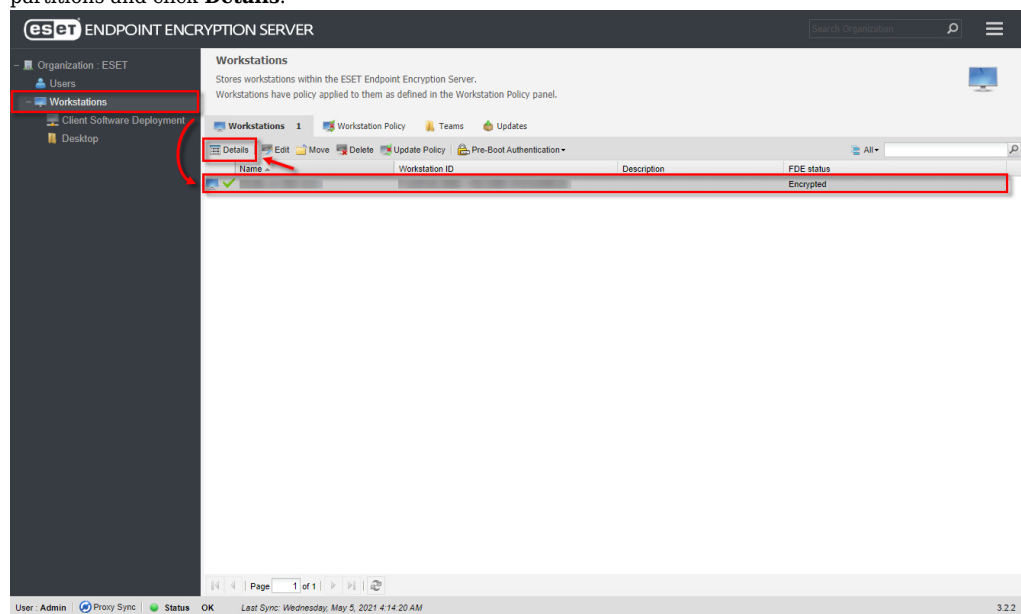 partitions and click Details.
eset ENDPOINT ENCRYPTION SERVER
Search Organization
Organization : ESET
Users
Workstations
Client Software Deployment
Desktop
Workstations
Stores workstations within the ESET Endpoint Encryption Server.
Workstations have policy applied to them as defined in the Workstation Policy panel.
Workstations 1 Workstation Policy Teams Updates
Details Edit Move Delete Update Policy Pre-Boot Authentication All
Name Workstation ID Description FDE status
Encrypted
Page 1 of 1
User : Admin Proxy Sync Status OK Last Sync: Wednesday, May 5, 2021 4:14:20 AM 3.2.2